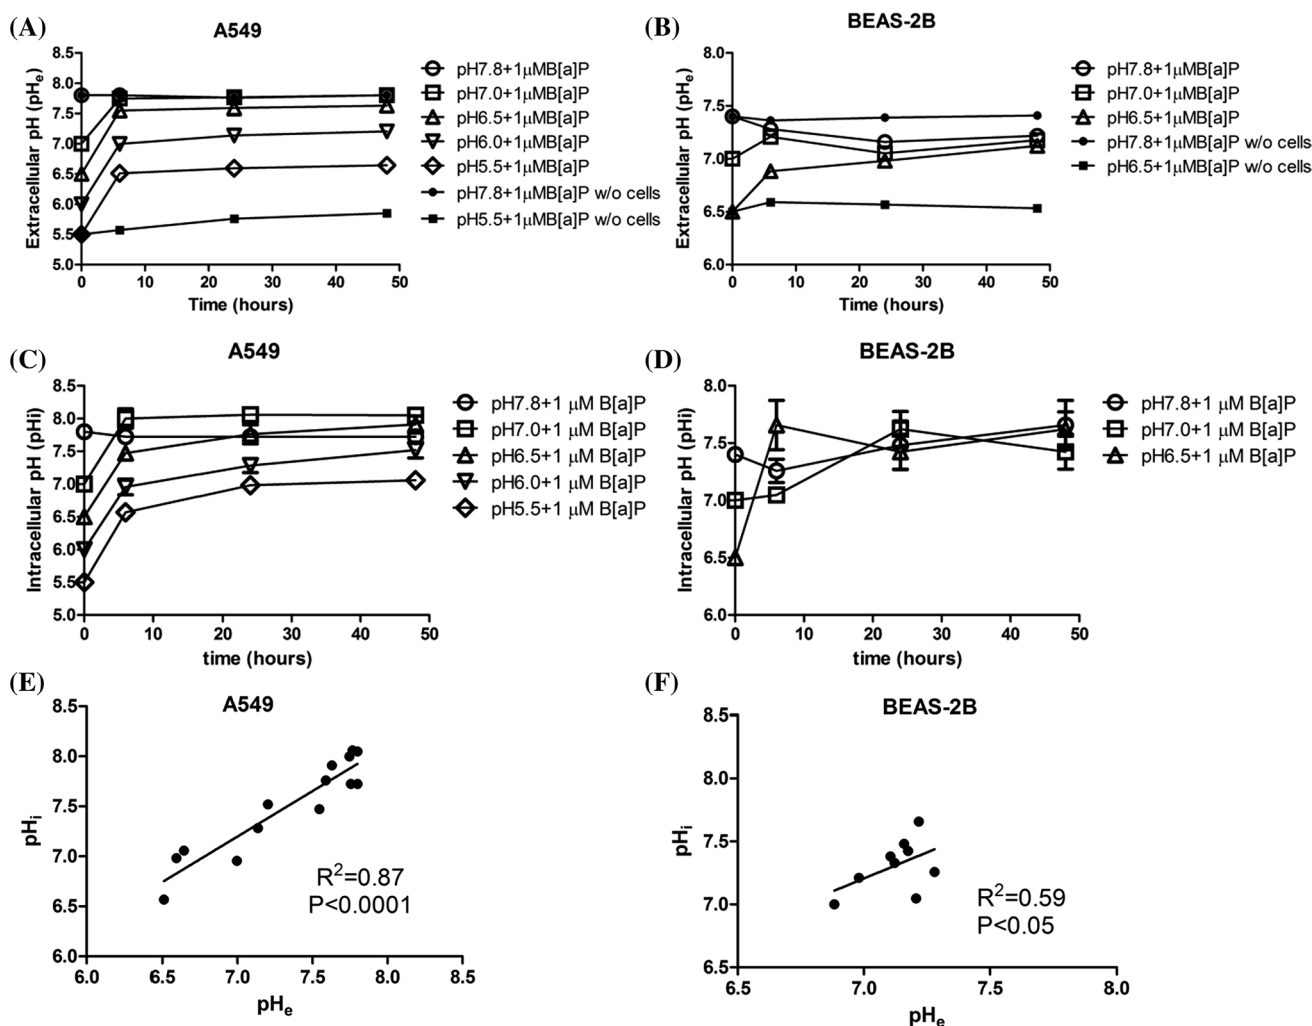 (A)
A549
8.5
8.0
7.5
7.0
6.5
6.0
5.5
5.0
Extracellular pH (pHe)
0
10
20
30
40
50
Time (hours)
pH7.8+1μMB[a]P
pH7.0+1μMB[a]P
pH6.5+1μMB[a]P
pH6.0+1μMB[a]P
pH5.5+1μMB[a]P
pH7.8+1μMB[a]P w/o cells
pH5.5+1μMB[a]P w/o cells
(B)
BEAS-2B
8.0
7.5
7.0
6.5
6.0
Extracellular pH (pHe)
0
10
20
30
40
50
Time (hours)
pH7.8+1μMB[a]P
pH7.0+1μMB[a]P
pH6.5+1μMB[a]P
pH7.8+1μMB[a]P w/o cells
pH6.5+1μMB[a]P w/o cells
(C)
A549
8.5
8.0
7.5
7.0
6.5
6.0
5.5
5.0
Intracellular pH (pHi)
0
10
20
30
40
50
time (hours)
pH7.8+1 μM B[a]P
pH7.0+1 μM B[a]P
pH6.5+1 μM B[a]P
pH6.0+1 μM B[a]P
pH5.5+1 μM B[a]P
(D)
BEAS-2B
8.0
7.5
7.0
6.5
6.0
Intracellular pH (pHi)
0
10
20
30
40
50
time (hours)
pH7.8+1 μM B[a]P
pH7.0+1 μM B[a]P
pH6.5+1 μM B[a]P
(E)
A549
8.5
8.0
7.5
7.0
6.5
6.0
pHi
R2=0.87
P<0.0001
6.0
6.5
7.0
7.5
8.0
8.5
pHe
(F)
BEAS-2B
8.5
8.0
7.5
7.0
6.5
pHi
R2=0.59
P<0.05
6.5
7.0
7.5
8.0
pHe